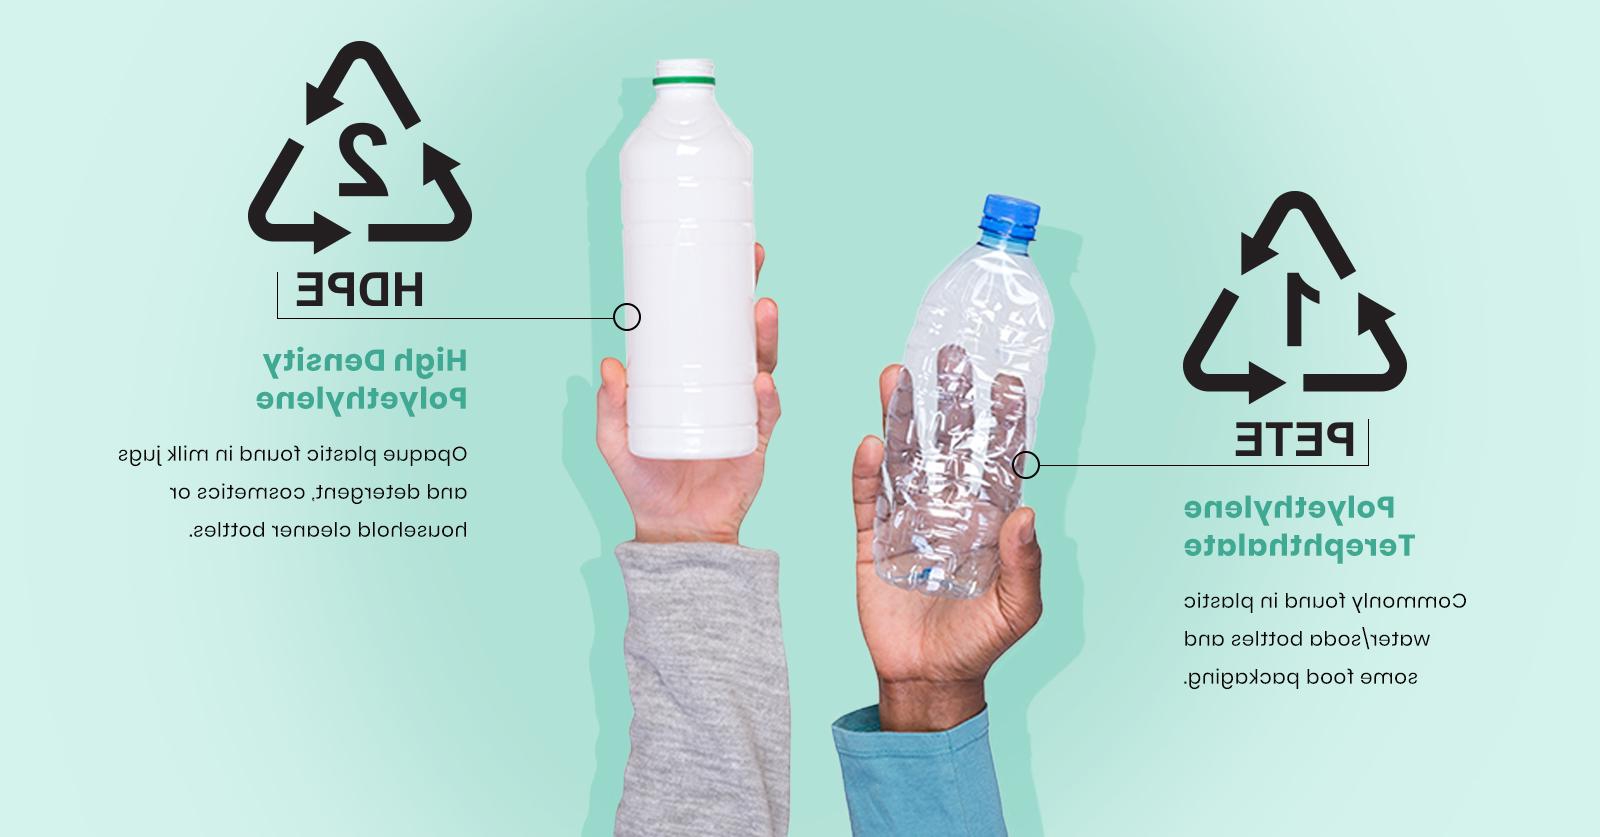 2
HDPE
High Density
Polyethylene
Opaque plastic found in milk jugs
and detergent, cosmetics or
household cleaner bottles.
1
PETE
Polyethylene
Terephthalate
Commonly found in plastic
water/soda bottles and
some food packaging.